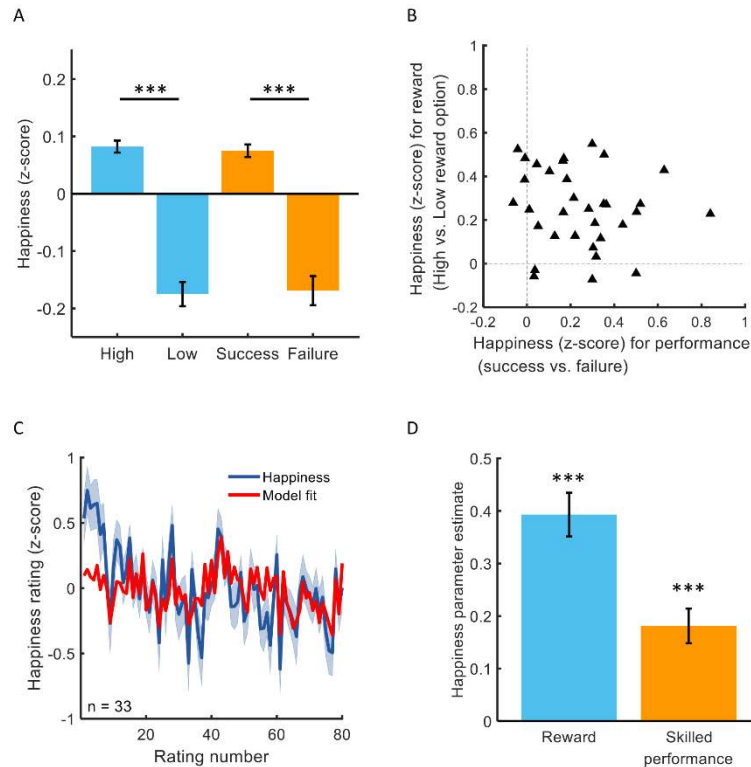 A
0.2
0.1
0
-0.1
-0.2
Happiness (z-score)
***
***
High Low Success Failure
B
1
0.8
0.6
0.4
0.2
0
-0.2
Happiness (z-score) for reward
(High vs. Low reward option)
-0.2 0 0.2 0.4 0.6 0.8 1
Happiness (z-score) for performance
(success vs. failure)
C
1
0.5
0
-0.5
-1
Happiness rating (z-score)
Happiness
Model fit
n = 33
20 40 60 80
Rating number
D
0.5
0.4
0.3
0.2
0.1
0
Happiness parameter estimate
***
***
Reward Skilled
performance